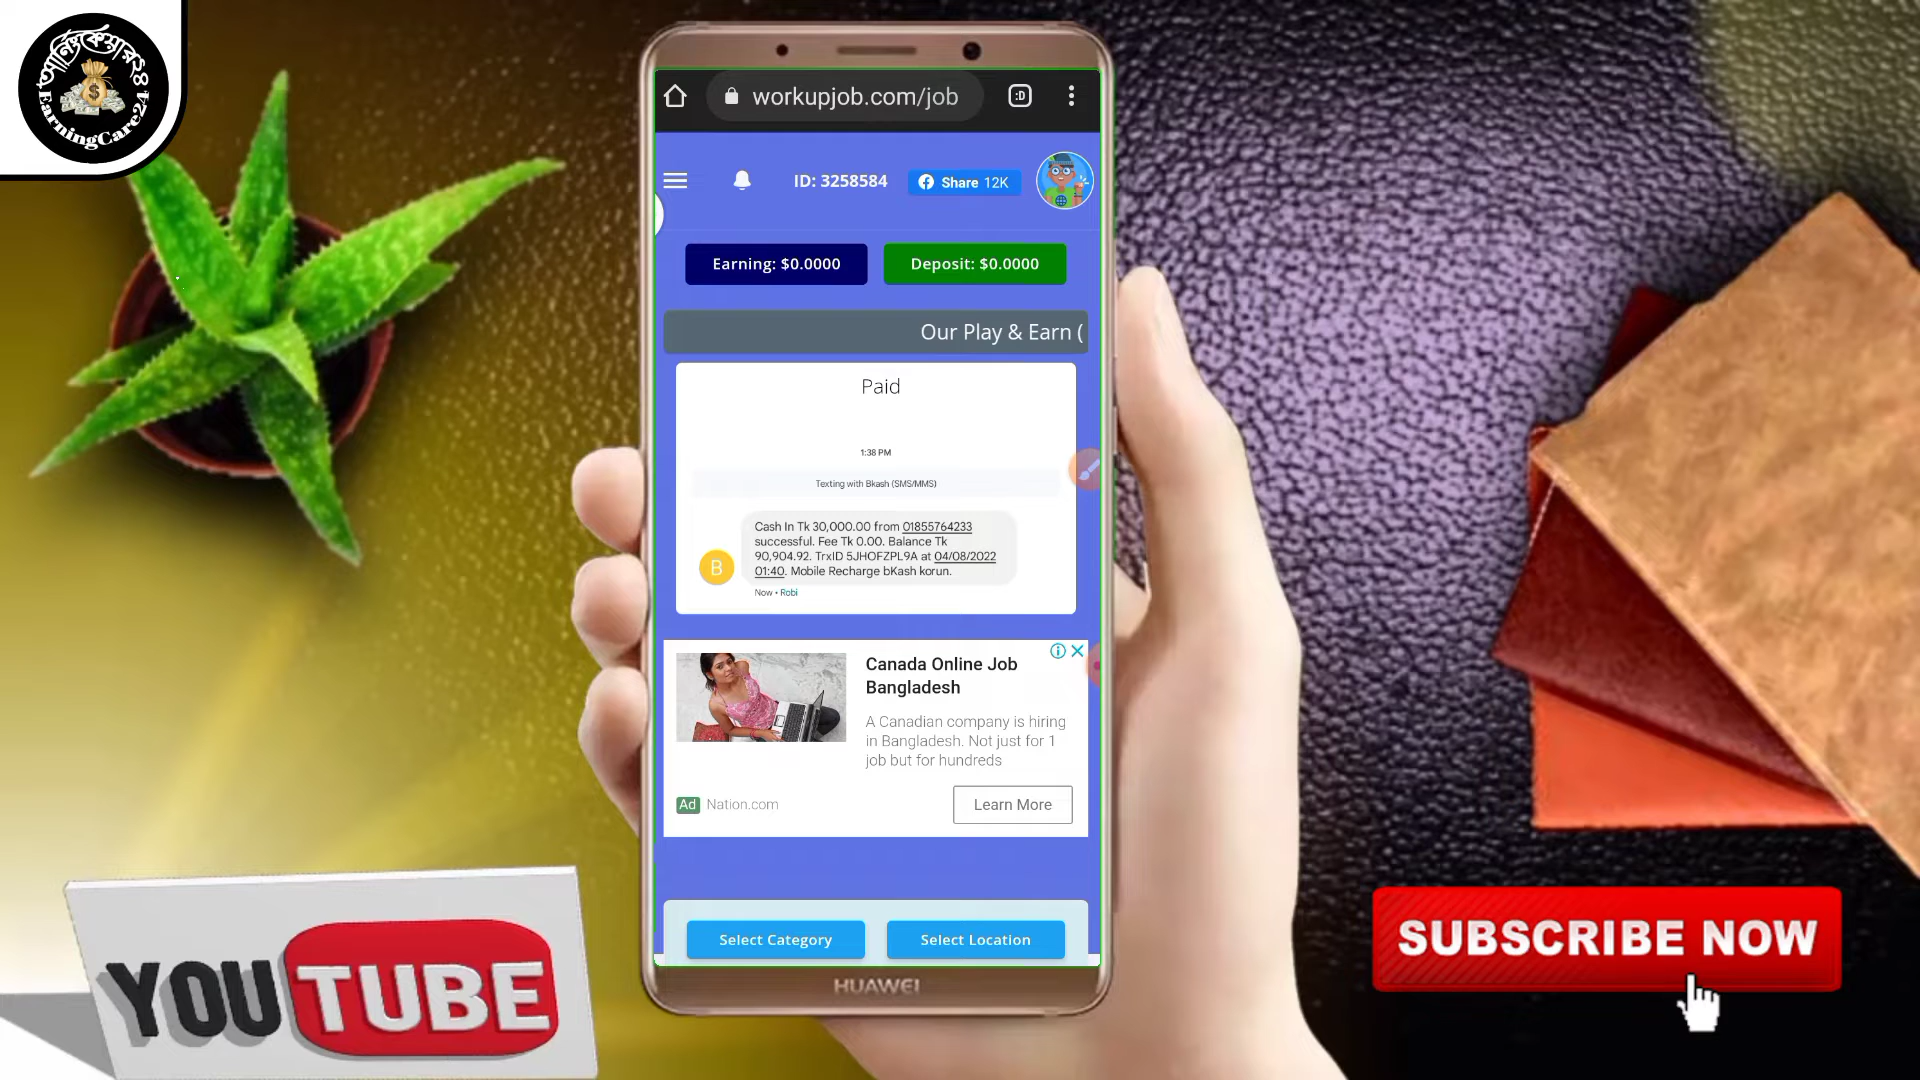 আর্নিংকেয়ার২৪
EarningCare24
workupjob.com/job
:D
ID: 3258584
Share 12K
Earning: $0.0000
Deposit: $0.0000
Our Play & Earn (
Paid
1:38 PM
Texting with Bkash (SMS/MMS)
Cash In Tk 30,000.00 from 01855764233
successful. Fee Tk 0.00. Balance Tk
90,904.92. TrxID 5JHOFZPL9A at 04/08/2022
01:40. Mobile Recharge bKash korun.
B
Now • Robi
Canada Online Job
Bangladesh
A Canadian company is hiring
in Bangladesh. Not just for 1
job but for hundreds
Ad Nation.com
Learn More
Select Category
Select Location
HUAWEI
YOUTUBE
SUBSCRIBE NOW